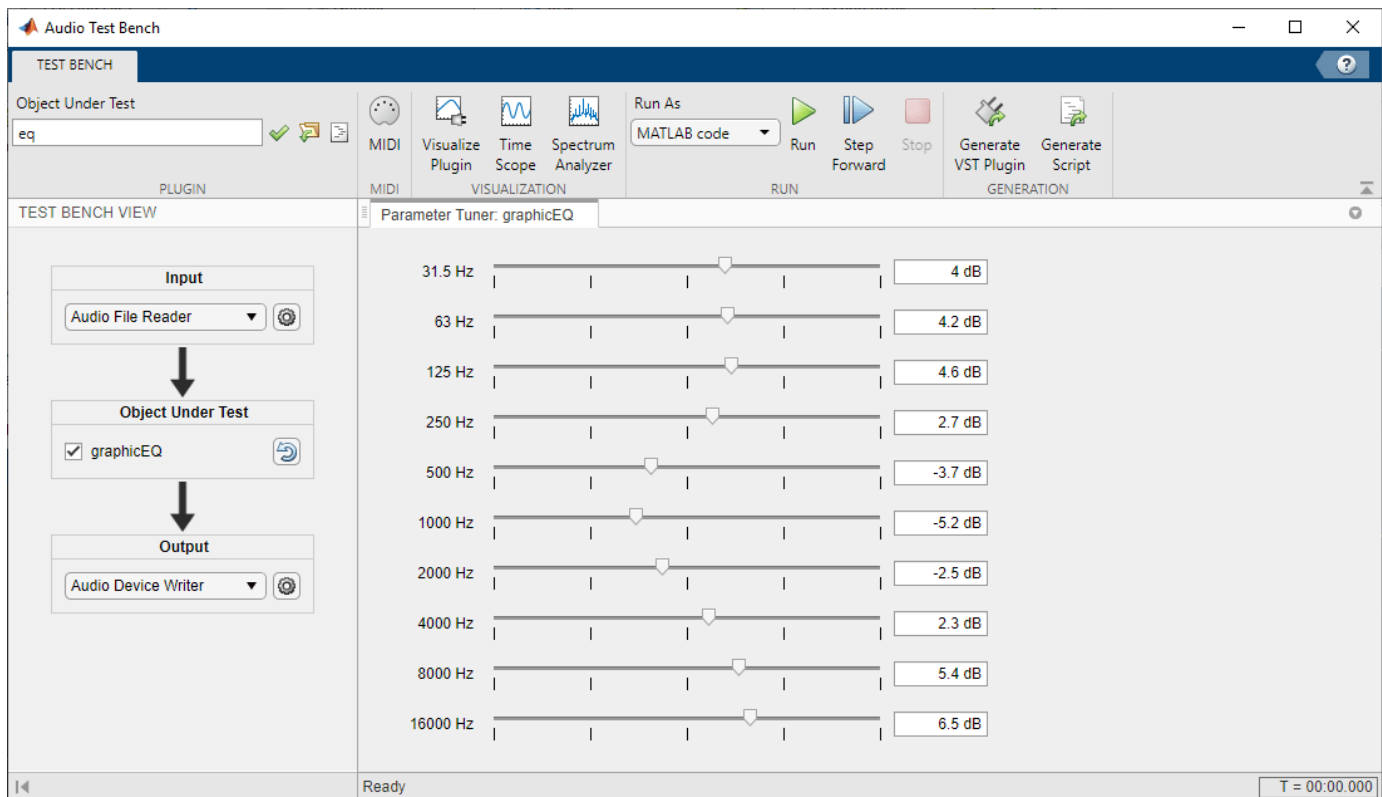 Audio Test Bench
TEST BENCH
?
Object Under Test
eq
MIDI
Visualize
Plugin
Time
Scope
Spectrum
Analyzer
Run As
MATLAB code
Run
Step
Forward
Stop
Generate
VST Plugin
Generate
Script
PLUGIN
MIDI
VISUALIZATION
RUN
GENERATION
TEST BENCH VIEW
Input
Audio File Reader
Object Under Test
graphicEQ
Output
Audio Device Writer
Parameter Tuner: graphicEQ
31.5 Hz 4 dB
63 Hz 4.2 dB
125 Hz 4.6 dB
250 Hz 2.7 dB
500 Hz -3.7 dB
1000 Hz -5.2 dB
2000 Hz -2.5 dB
4000 Hz 2.3 dB
8000 Hz 5.4 dB
16000 Hz 6.5 dB
Ready
T = 00:00.000